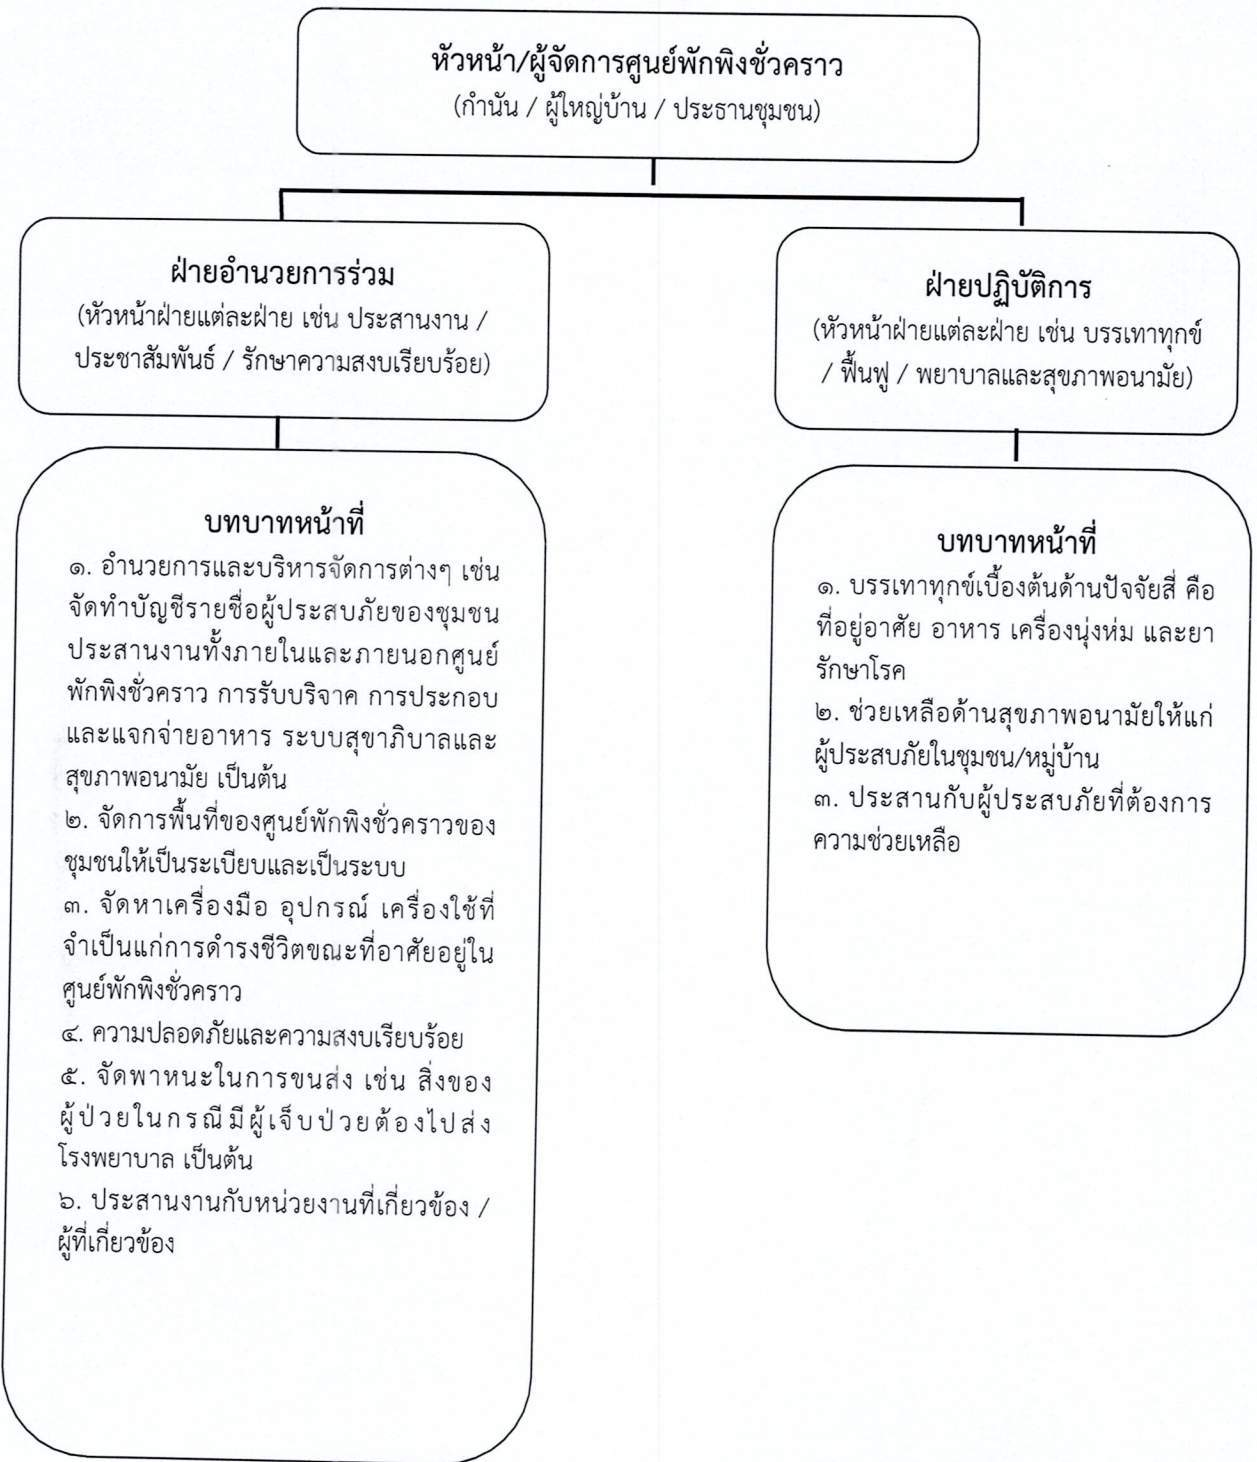 หัวหน้า/ผู้จัดการศูนย์พักพิงชั่วคราว
(กำนัน / ผู้ใหญ่บ้าน / ประธานชุมชน)
ฝ่ายอำนวยการร่วม
(หัวหน้าฝ่ายแต่ละฝ่าย เช่น ประสานงาน /
ประชาสัมพันธ์ / รักษาความสงบเรียบร้อย)
ฝ่ายปฏิบัติการ
(หัวหน้าฝ่ายแต่ละฝ่าย เช่น บรรเทาทุกข์
/ ฟื้นฟู / พยาบาลและสุขภาพอนามัย)
บทบาทหน้าที่
๑. อำนวยการและบริหารจัดการต่างๆ เช่น
จัดทำบัญชีรายชื่อผู้ประสบภัยของชุมชน
ประสานงานทั้งภายในและภายนอกศูนย์
พักพิงชั่วคราว การรับบริจาค การประกอบ
และแจกจ่ายอาหาร ระบบสุขาภิบาลและ
สุขภาพอนามัย เป็นต้น
๒. จัดการพื้นที่ของศูนย์พักพิงชั่วคราวของ
ชุมชนให้เป็นระเบียบและเป็นระบบ
๓. จัดหาเครื่องมือ อุปกรณ์ เครื่องใช้ที่
จำเป็นแก่การดำรงชีวิตขณะที่อาศัยอยู่ใน
ศูนย์พักพิงชั่วคราว
๔. ความปลอดภัยและความสงบเรียบร้อย
๕. จัดพาหนะในการขนส่ง เช่น สิ่งของ
ผู้ป่วยในกรณีมีผู้เจ็บป่วยต้องไปส่ง
โรงพยาบาล เป็นต้น
๖. ประสานงานกับหน่วยงานที่เกี่ยวข้อง /
ผู้ที่เกี่ยวข้อง
บทบาทหน้าที่
๑. บรรเทาทุกข์เบื้องต้นด้านปัจจัยสี่ คือ
ที่อยู่อาศัย อาหาร เครื่องนุ่งห่ม และยา
รักษาโรค
๒. ช่วยเหลือด้านสุขภาพอนามัยให้แก่
ผู้ประสบภัยในชุมชน/หมู่บ้าน
๓. ประสานกับผู้ประสบภัยที่ต้องการ
ความช่วยเหลือ